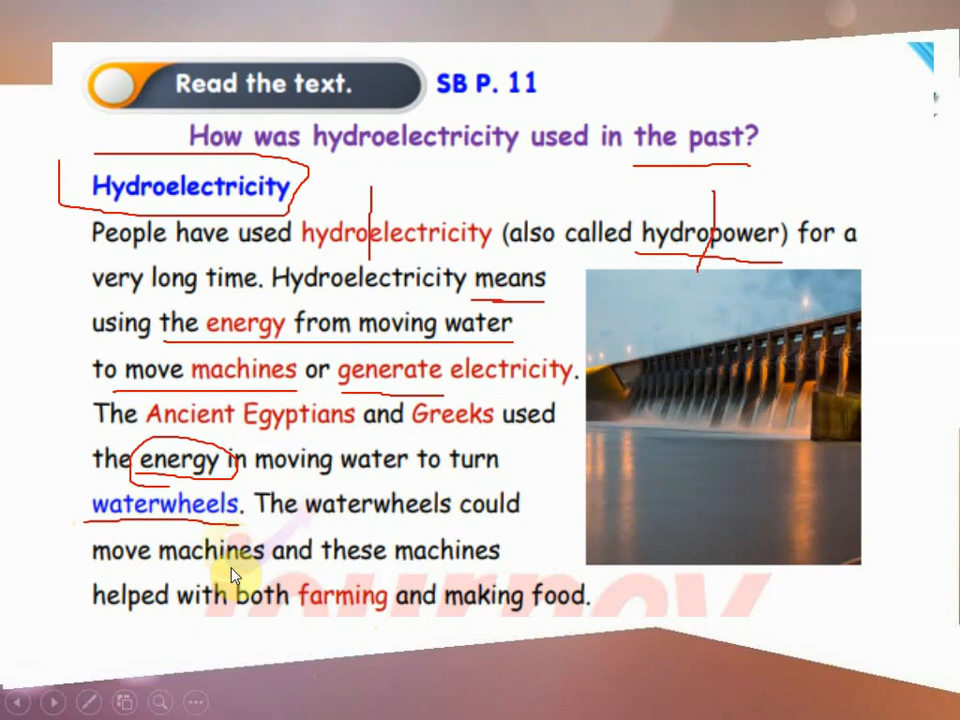 Read the text.
SB P. 11
How was hydroelectricity used in the past?
Hydroelectricity
People have used hydroelectricity (also called hydropower) for a
very long time. Hydroelectricity means
using the energy from moving water
to move machines or generate electricity.
The Ancient Egyptians and Greeks used
the energy in moving water to turn
waterwheels. The waterwheels could
move machines and these machines
helped with both farming and making food.